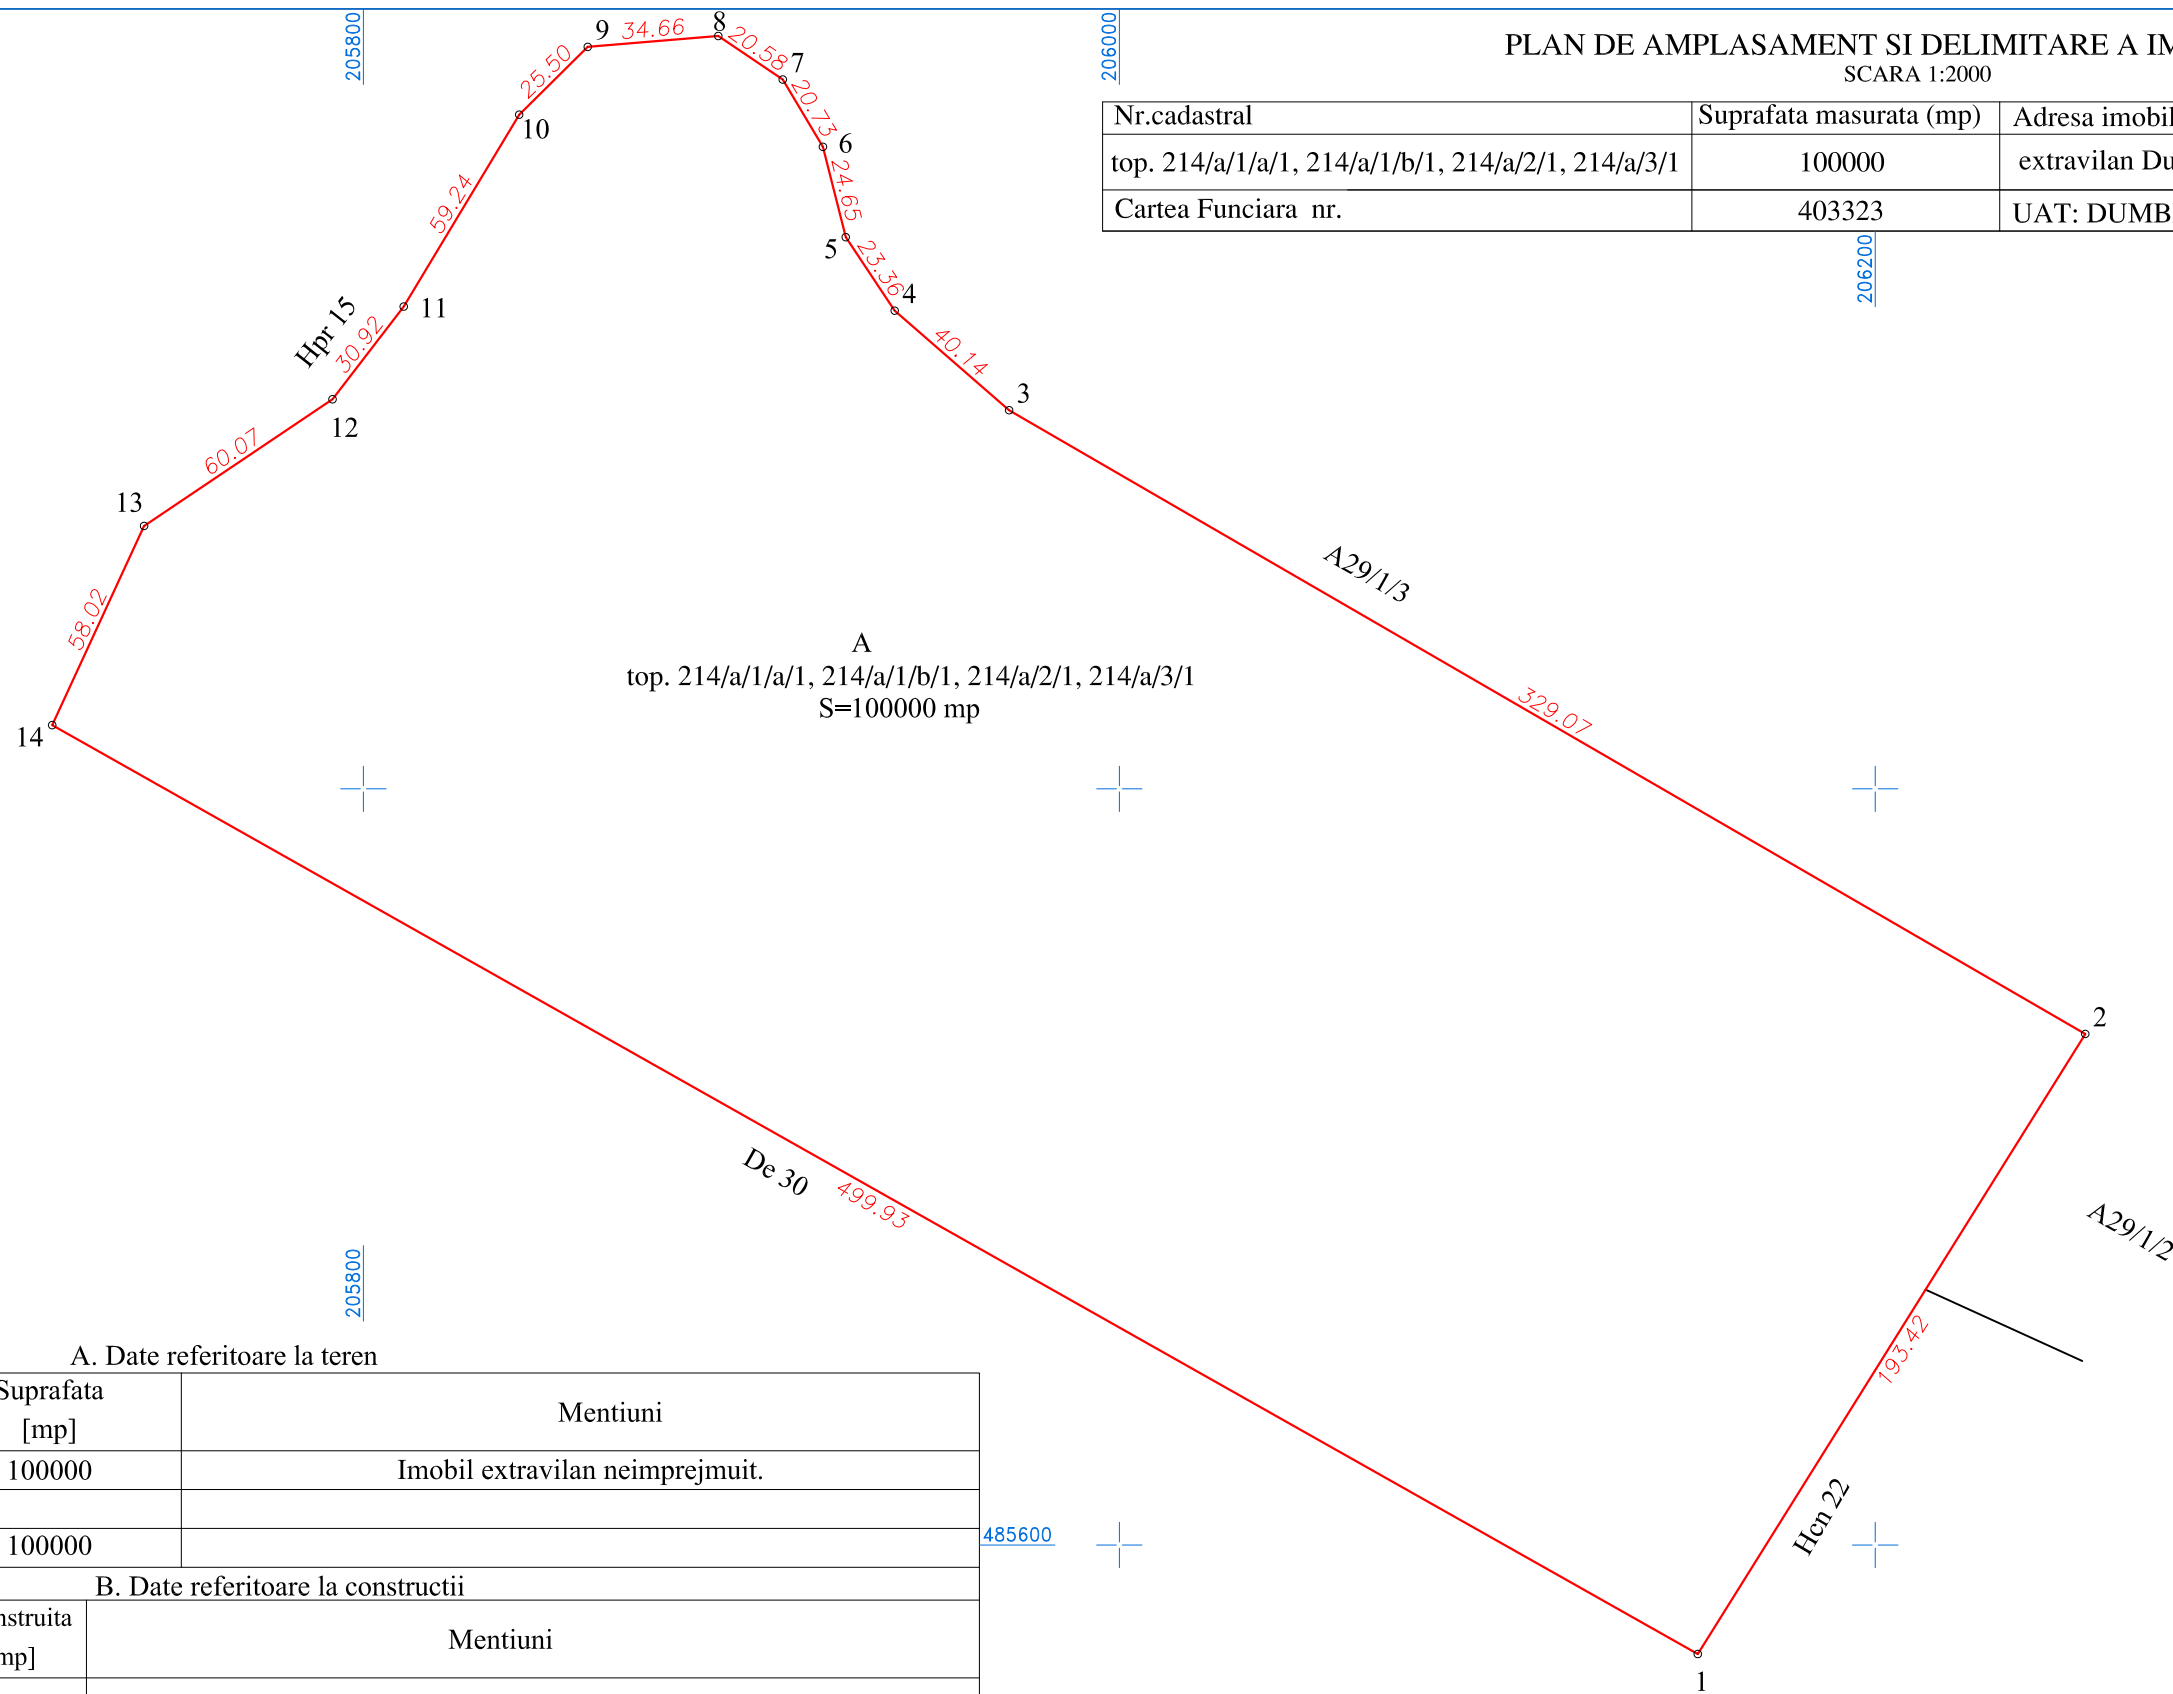 PLAN DE AMPLASAMENT SI DELIMITARE A IM
SCARA 1:2000
Nr.cadastral
Suprafata masurata (mp)
Adresa imobil
top. 214/a/1/a/1, 214/a/1/b/1, 214/a/2/1, 214/a/3/1
100000
extravilan Du
Cartea Funciara nr.
403323
UAT: DUMB
205800
206000
206200
9
34.66
8
20.58
7
25.50
20.73
10
6
24.65
59.24
5
23.36
4
Hpr 15
11
30.92
40.14
3
12
60.07
13
A29/1/3
58.02
A
top. 214/a/1/a/1, 214/a/1/b/1, 214/a/2/1, 214/a/3/1
S=100000 mp
329.07
14
2
De 30
499.93
A29/1/2
205800
193.42
Hcn 22
485600
1
A. Date referitoare la teren
Suprafata
[mp]
Mentiuni
100000
Imobil extravilan neimprejmuit.
100000
B. Date referitoare la constructii
nstruita
mp]
Mentiuni